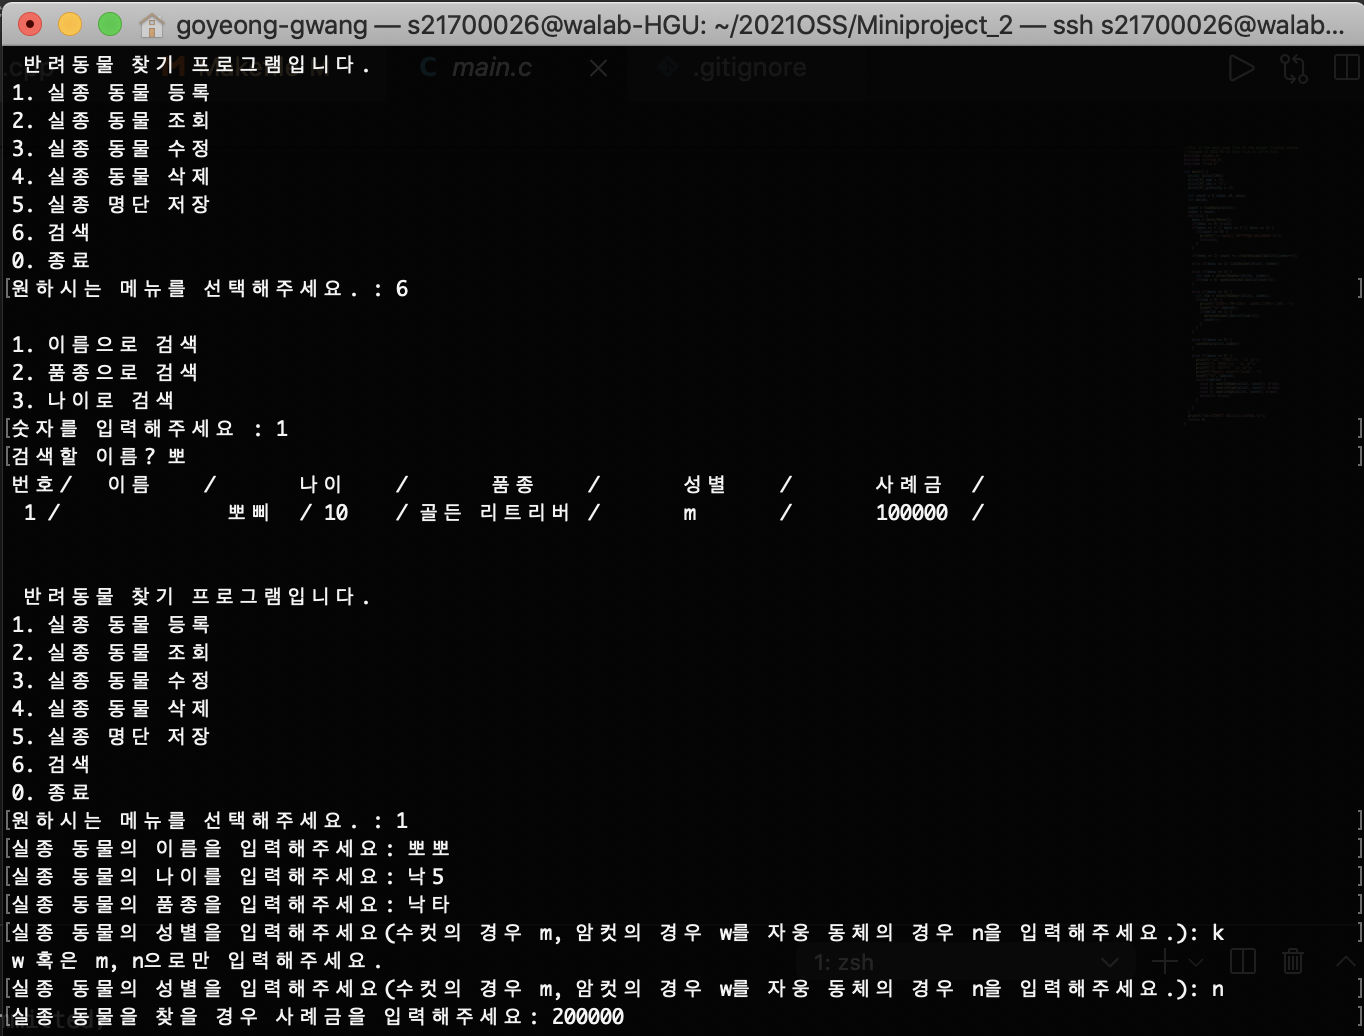 goyeong-gwang — s21700026@walab-HGU: ~/2021OSS/Miniproject_2 — ssh s21700026@walab...
main.c
.gitignore
반려동물 찾기 프로그램입니다.
1. 실종 동물 등록
2. 실종 동물 조회
3. 실종 동물 수정
4. 실종 동물 삭제
5. 실종 명단 저장
6. 검색
0. 종료
[원하시는 메뉴를 선택해주세요. : 6 ]
1. 이름으로 검색
2. 품종으로 검색
3. 나이로 검색
[숫자를 입력해주세요 : 1 ]
[검색할 이름? 뽀 ]
번호/ 이름 / 나이 / 품종 / 성별 / 사례금 /
1 / 뽀삐 / 10 / 골든 리트리버 / m / 100000 /
반려동물 찾기 프로그램입니다.
1. 실종 동물 등록
2. 실종 동물 조회
3. 실종 동물 수정
4. 실종 동물 삭제
5. 실종 명단 저장
6. 검색
0. 종료
[원하시는 메뉴를 선택해주세요. : 1 ]
[실종 동물의 이름을 입력해주세요: 뽀뽀 ]
[실종 동물의 나이를 입력해주세요: 낙5 ]
[실종 동물의 품종을 입력해주세요: 낙타 ]
[실종 동물의 성별을 입력해주세요(수컷의 경우 m, 암컷의 경우 w를 자웅 동체의 경우 n을 입력해주세요.): k ]
w 혹은 m, n으로만 입력해주세요.
1: zsh
[실종 동물의 성별을 입력해주세요(수컷의 경우 m, 암컷의 경우 w를 자웅 동체의 경우 n을 입력해주세요.): n ]
[실종 동물을 찾을 경우 사례금을 입력해주세요: 200000 ]